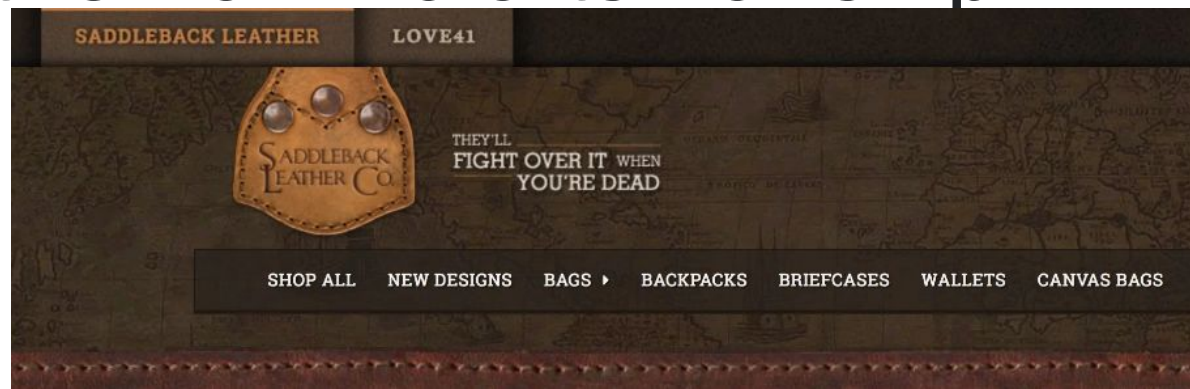 SADDLEBACK LEATHER LOVE41
SADDLEBACK
LEATHER CO.
THEY'LL
FIGHT OVER IT WHEN
YOU'RE DEAD
SHOP ALL NEW DESIGNS BAGS BACKPACKS BRIEFCASES WALLETS CANVAS BAGS